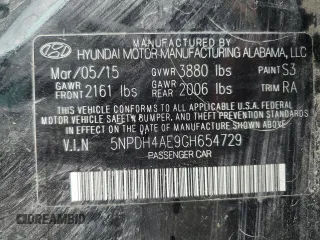 MANUFACTURED BY
HYUNDAI MOTOR MANUFACTURING ALABAMA, LLC
Mar/05/15 GVWR 3880 lbs PAINT S3
GAWR FRONT 2161 lbs GAWR REAR 2006 lbs TRIM RA
THIS VEHICLE CONFORMS TO ALL APPLICABLE U.S. FEDERAL
MOTOR VEHICLE SAFETY, BUMPER, AND THEFT PREVENTION
STANDARDS IN EFFECT ON THE DATE OF MANUFACTURE
SHOWN ABOVE.
V.I.N 5NPDH4AE9GH654729
PASSENGER CAR
© DREAMBID